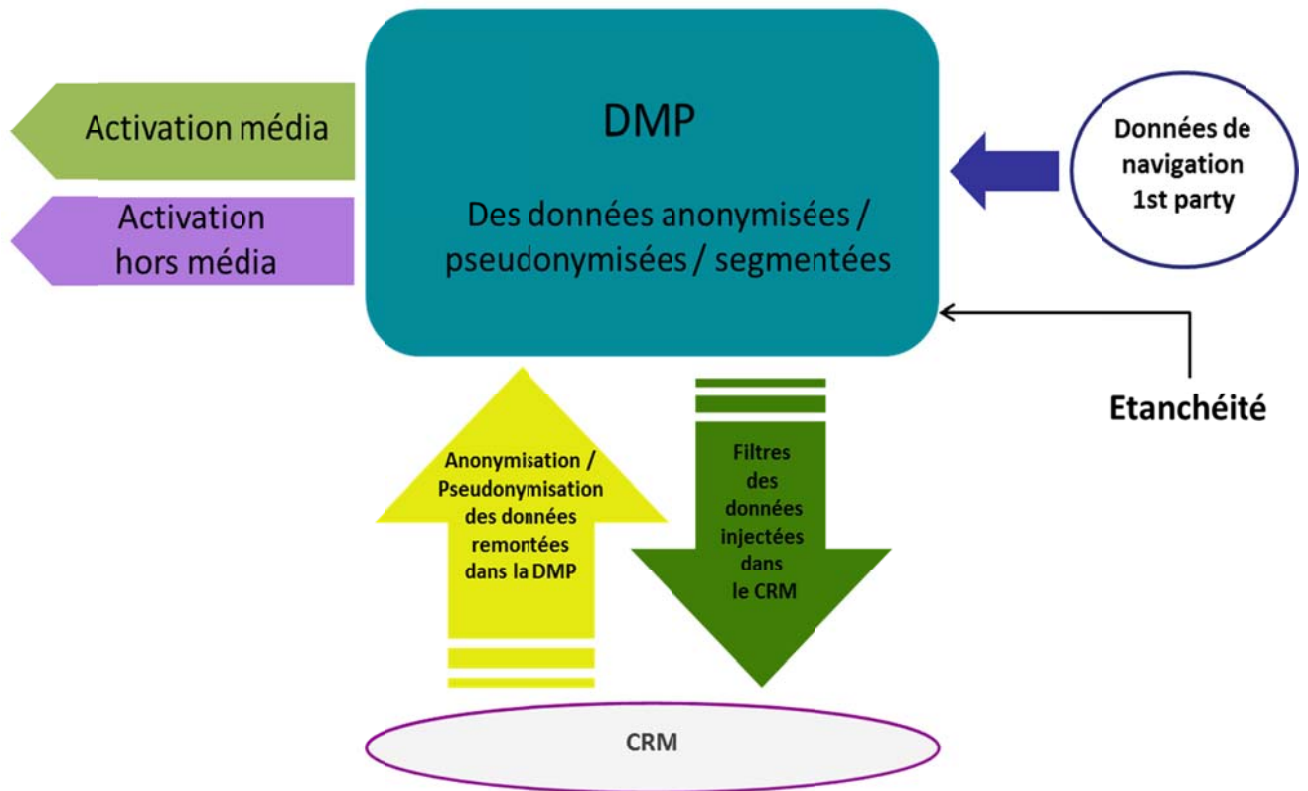 Activation média
Activation
hors média
DMP
Des données anonymisées /
pseudonymisées / segmentées
Données de
navigation
1st party
Etanchéité
Anonymisation /
Pseudonymisation
des données
remontées
dans la DMP
Filtres
des
données
injectées
dans
le CRM
CRM